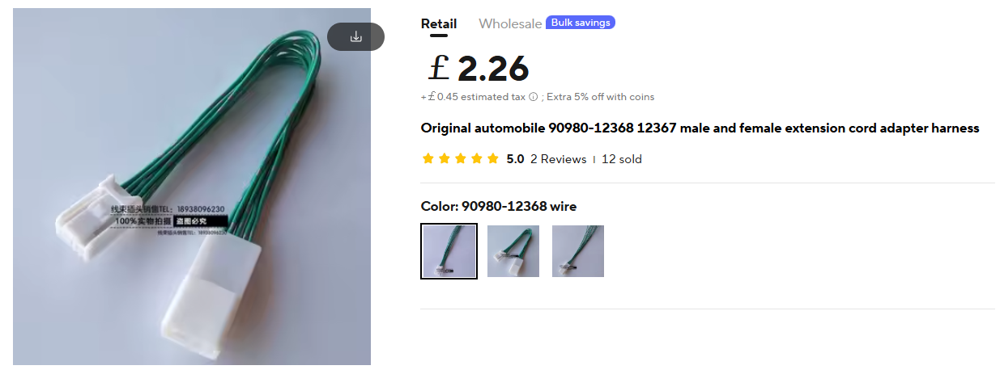 Retail Wholesale Bulk savings
£2.26
+£0.45 estimated tax ; Extra 5% off with coins
Original automobile 90980-12368 12367 male and female extension cord adapter harness
5.0 2 Reviews | 12 sold
Color: 90980-12368 wire
线束插头销售TEL：18938096230
100%实物拍摄 盗图必究
线束插头销售TEL：18938096230